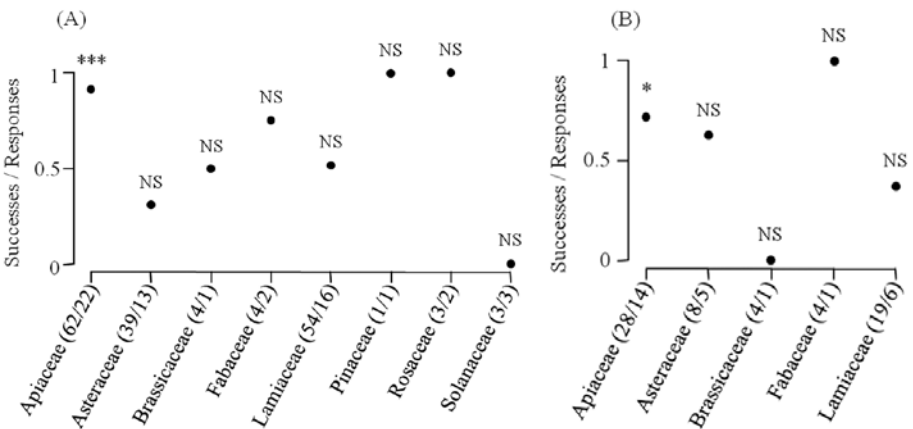 (A)
Successes / Responses
1
0.5
0
***
NS
NS
NS
NS
NS
NS
NS
Apiaceae (62/22)
Asteraceae (39/13)
Brassicaceae (4/1)
Fabaceae (4/2)
Lamiaceae (54/16)
Pinaceae (1/1)
Rosaceae (3/2)
Solanaceae (3/3)
(B)
Successes / Responses
1
0.5
0
*
NS
NS
NS
NS
Apiaceae (28/14)
Asteraceae (8/5)
Brassicaceae (4/1)
Fabaceae (4/1)
Lamiaceae (19/6)